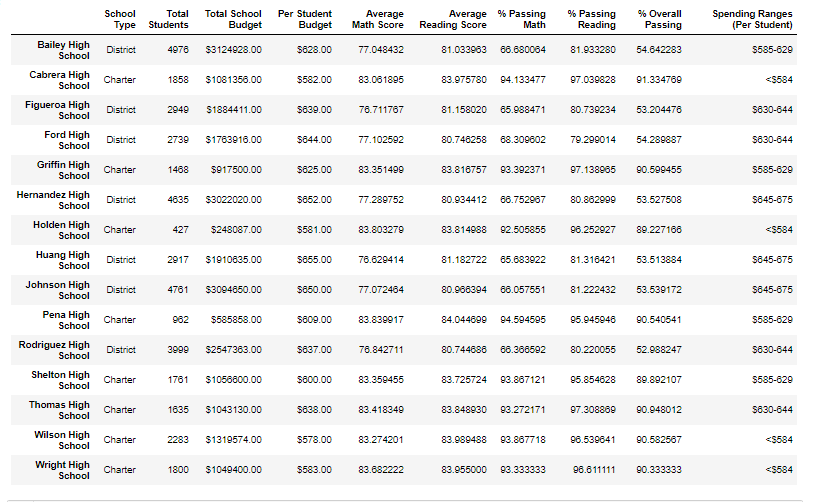 School Type Total Students Total School Budget Per Student Budget Average Math Score Average Reading Score % Passing Math % Passing Reading % Overall Passing Spending Ranges (Per Student)
Bailey High School District 4976 $3124928.00 $628.00 77.048432 81.033963 66.680064 81.933280 54.642283 $585-629
Cabrera High School Charter 1858 $1081356.00 $582.00 83.061895 83.975780 94.133477 97.039828 91.334769 <$584
Figueroa High School District 2949 $1884411.00 $639.00 76.711767 81.158020 65.988471 80.739234 53.204476 $630-644
Ford High School District 2739 $1763916.00 $644.00 77.102592 80.746258 68.309602 79.299014 54.289887 $630-644
Griffin High School Charter 1468 $917500.00 $625.00 83.351499 83.816757 93.392371 97.138965 90.599455 $585-629
Hernandez High School District 4635 $3022020.00 $652.00 77.289752 80.934412 66.752967 80.862999 53.527508 $645-675
Holden High School Charter 427 $248087.00 $581.00 83.803279 83.814988 92.505855 96.252927 89.227166 <$584
Huang High School District 2917 $1910635.00 $655.00 76.629414 81.182722 65.683922 81.316421 53.513884 $645-675
Johnson High School District 4761 $3094650.00 $650.00 77.072464 80.966394 66.057551 81.222432 53.539172 $645-675
Pena High School Charter 962 $585858.00 $609.00 83.839917 84.044699 94.594595 95.945946 90.540541 $585-629
Rodriguez High School District 3999 $2547363.00 $637.00 76.842711 80.744686 66.366592 80.220055 52.988247 $630-644
Shelton High School Charter 1761 $1056600.00 $600.00 83.359455 83.725724 93.867121 95.854628 89.892107 $585-629
Thomas High School Charter 1635 $1043130.00 $638.00 83.418349 83.848930 93.272171 97.308869 90.948012 $630-644
Wilson High School Charter 2283 $1319574.00 $578.00 83.274201 83.989488 93.867718 96.539641 90.582567 <$584
Wright High School Charter 1800 $1049400.00 $583.00 83.682222 83.955000 93.333333 96.611111 90.333333 <$584